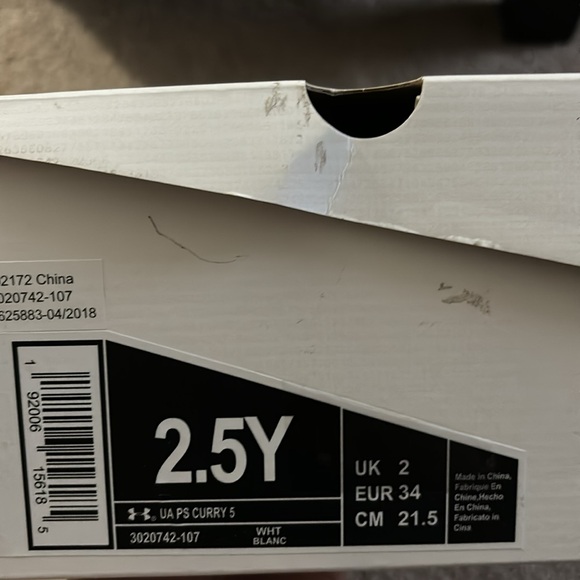 02172 China
020742-107
625883-04/2018
1 92006 15618 5
2.5Y
UA PS CURRY 5
3020742-107
WHT
BLANC
UK 2
EUR 34
CM 21.5
Made in China,
Fabrique En
Chine,Hecho
En China,
Fabricato in
Cina